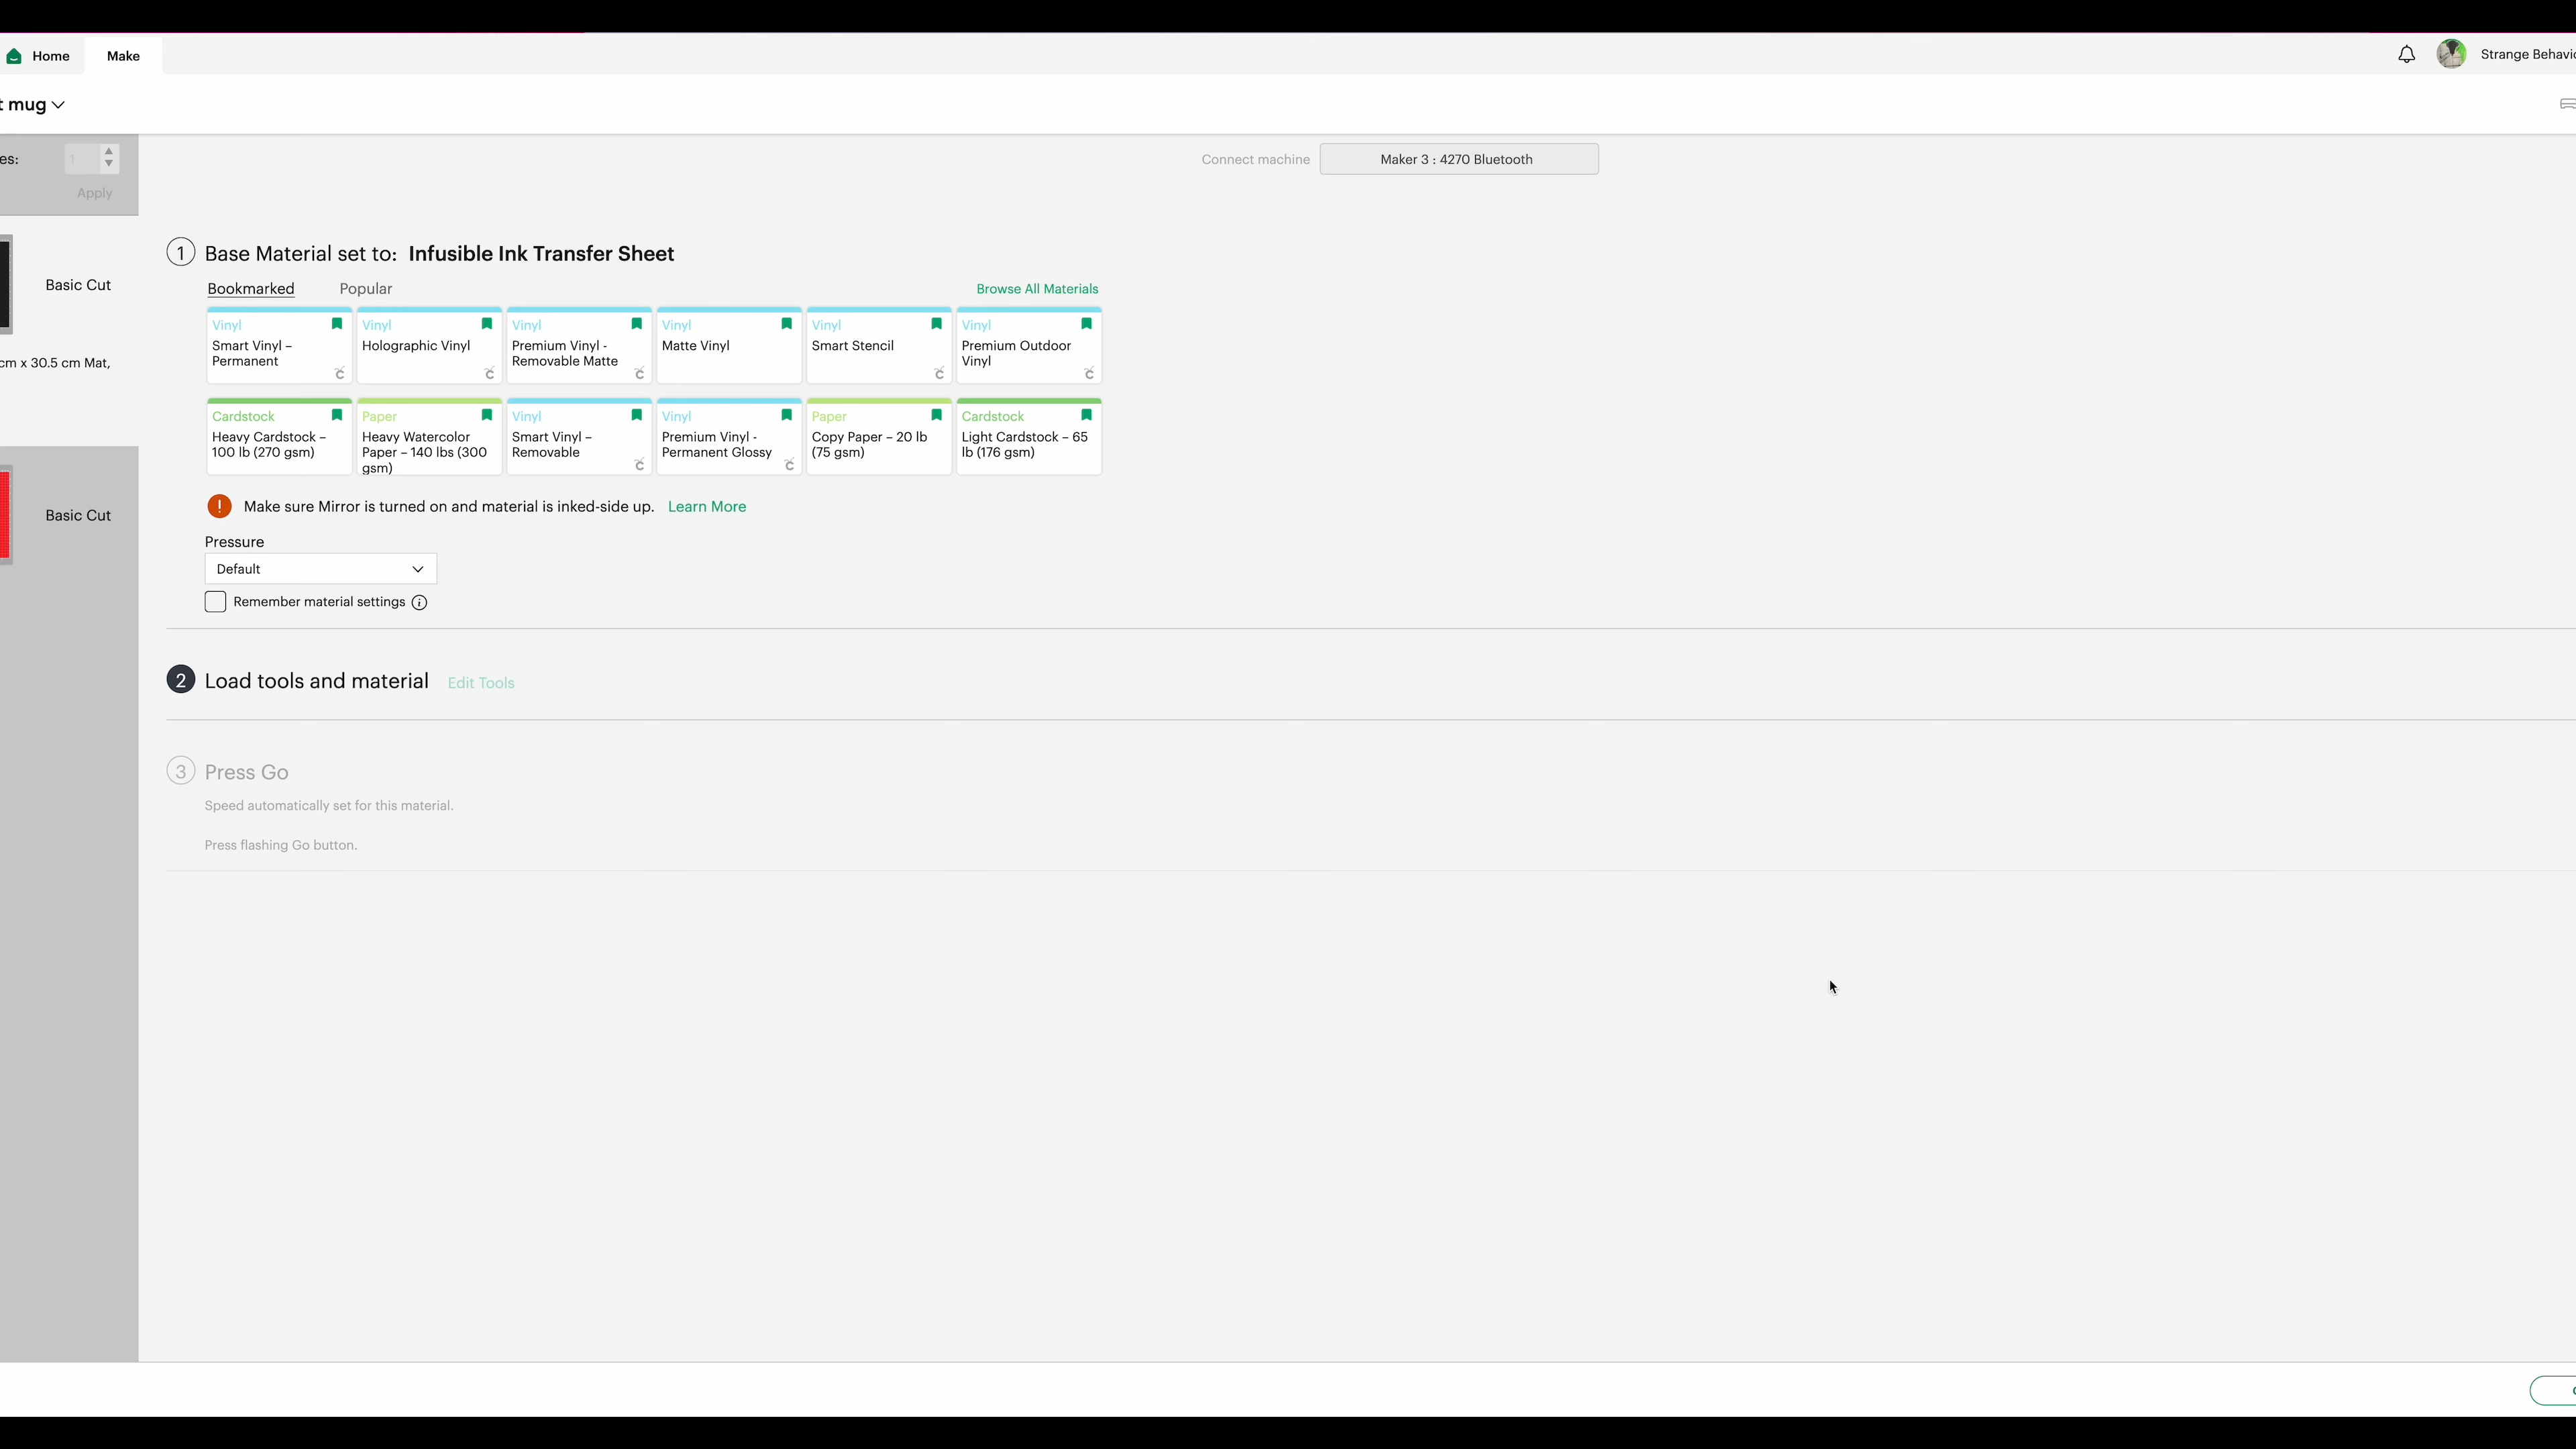 Home
Make
Strange Behavio
t mug
es:
1
Apply
Connect machine
Maker 3 : 4270 Bluetooth
1 Base Material set to: Infusible Ink Transfer Sheet
Basic Cut
Bookmarked
Popular
Browse All Materials
Vinyl
Smart Vinyl –
Permanent
Vinyl
Holographic Vinyl
Vinyl
Premium Vinyl -
Removable Matte
Vinyl
Matte Vinyl
Vinyl
Smart Stencil
Vinyl
Premium Outdoor
Vinyl
cm x 30.5 cm Mat,
Cardstock
Heavy Cardstock –
100 lb (270 gsm)
Paper
Heavy Watercolor
Paper – 140 lbs (300
gsm)
Vinyl
Smart Vinyl –
Removable
Vinyl
Premium Vinyl -
Permanent Glossy
Paper
Copy Paper – 20 lb
(75 gsm)
Cardstock
Light Cardstock – 65
lb (176 gsm)
Basic Cut
! Make sure Mirror is turned on and material is inked-side up. Learn More
Pressure
Default
Remember material settings
2 Load tools and material Edit Tools
3 Press Go
Speed automatically set for this material.
Press flashing Go button.